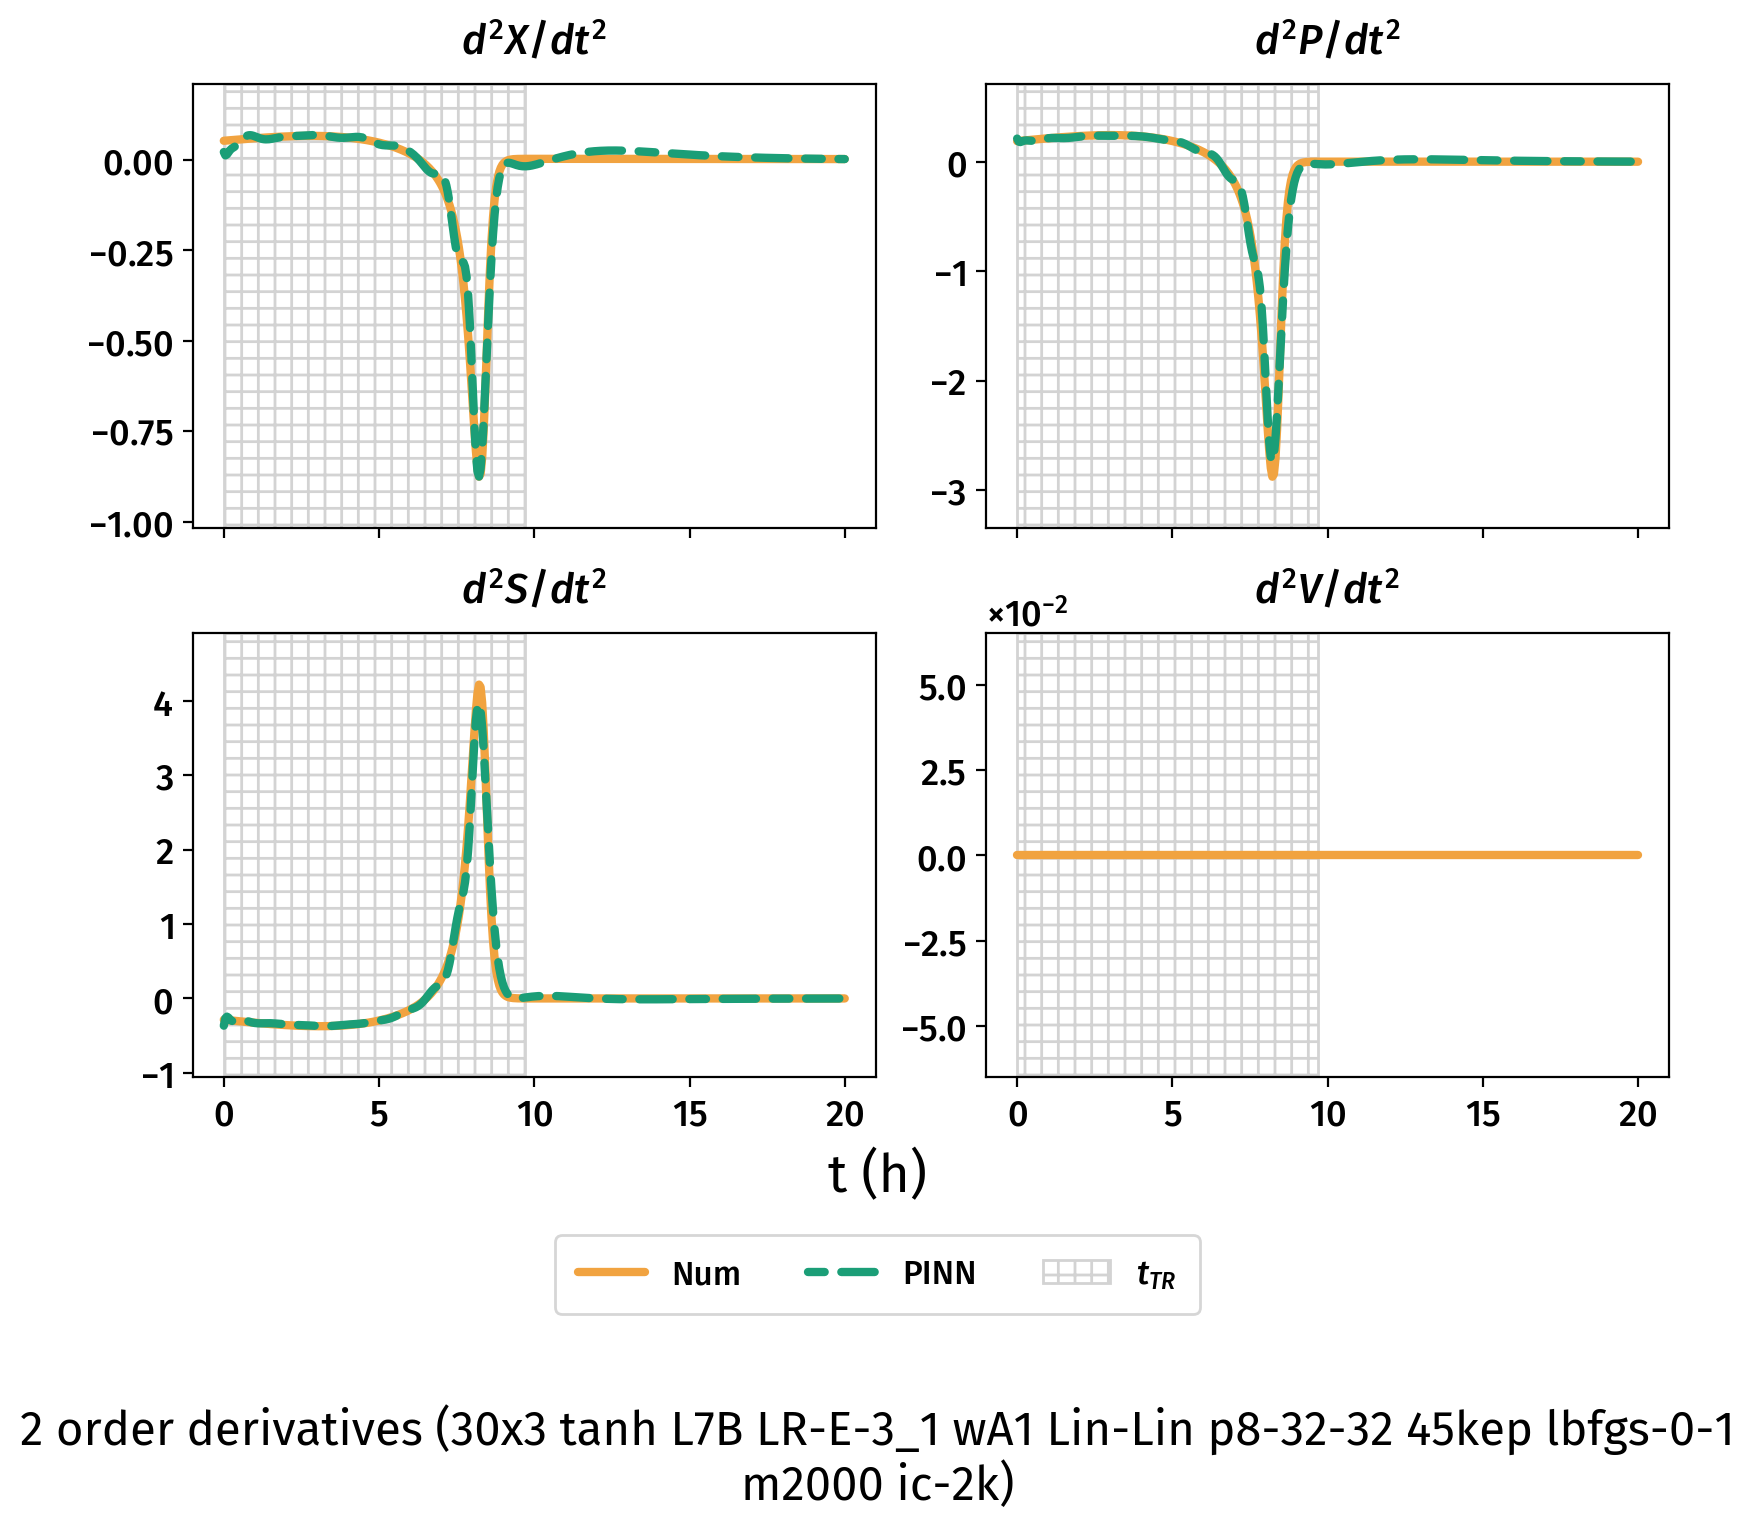 d²X/dt²
0.00
−0.25
−0.50
−0.75
−1.00
d²P/dt²
0
−1
−2
−3
d²S/dt²
4
3
2
1
0
−1
0 5 10 15 20
d²V/dt²
×10⁻²
5.0
2.5
0.0
−2.5
−5.0
0 5 10 15 20
t (h)
Num PINN t_TR
2 order derivatives (30x3 tanh L7B LR-E-3_1 wA1 Lin-Lin p8-32-32 45kep lbfgs-0-1
m2000 ic-2k)